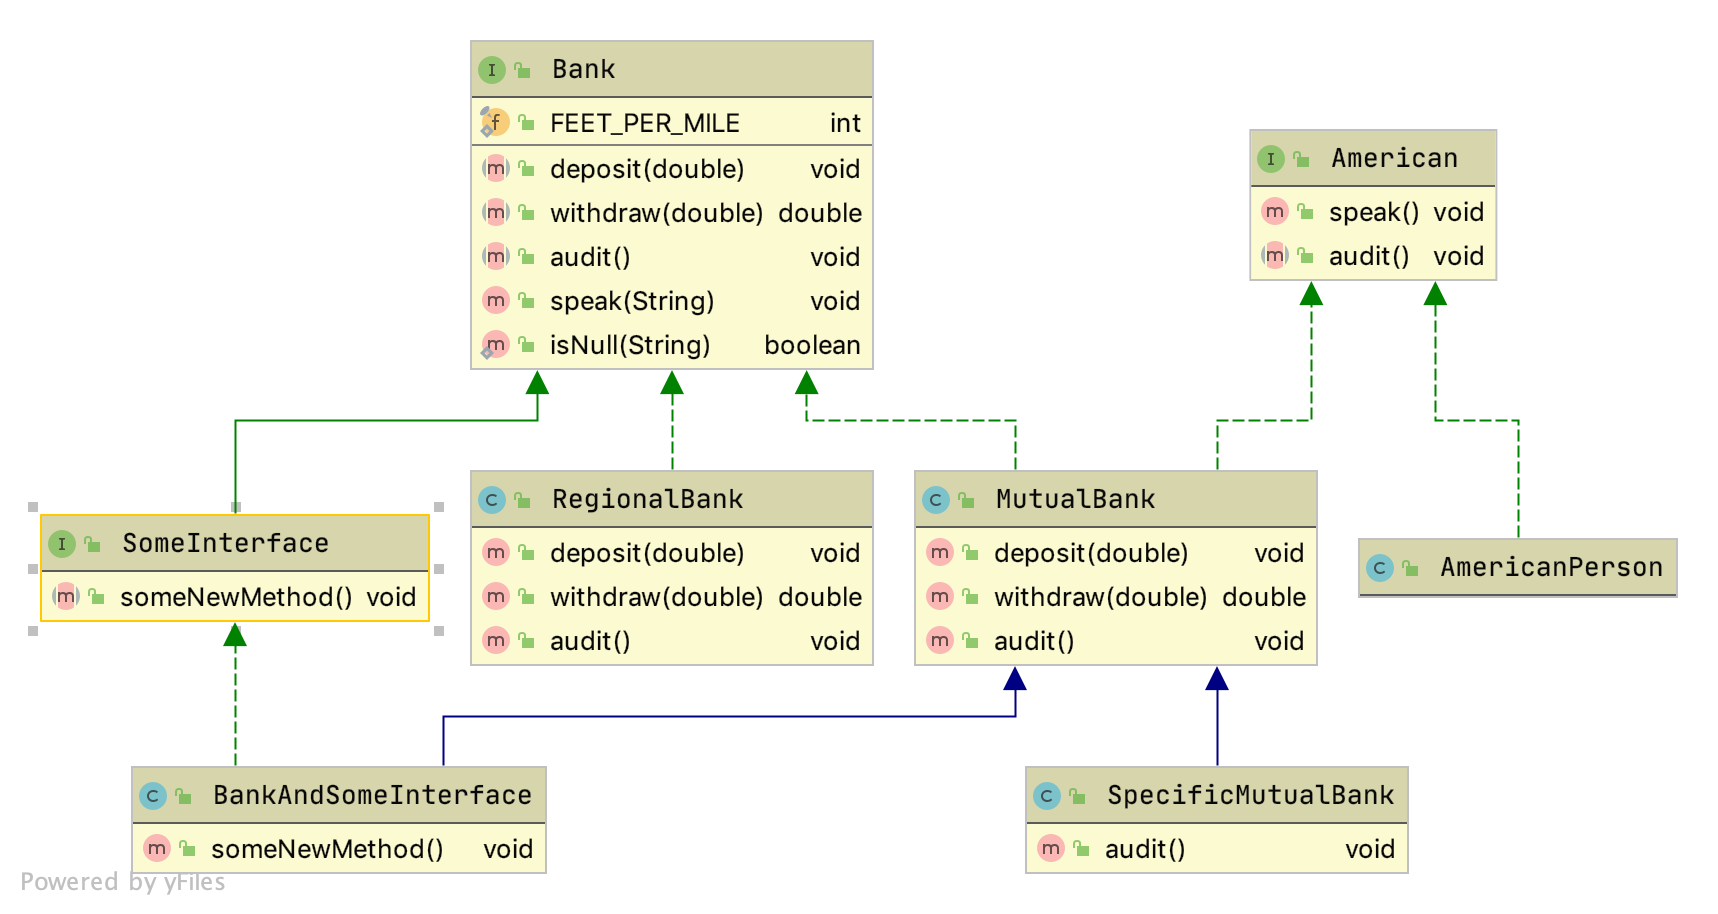 Bank
FEET_PER_MILE int
deposit(double) void
withdraw(double) double
audit() void
speak(String) void
isNull(String) boolean
American
speak() void
audit() void
SomeInterface
someNewMethod() void
RegionalBank
deposit(double) void
withdraw(double) double
audit() void
MutualBank
deposit(double) void
withdraw(double) double
audit() void
AmericanPerson
BankAndSomeInterface
someNewMethod() void
SpecificMutualBank
audit() void
Powered by yFiles